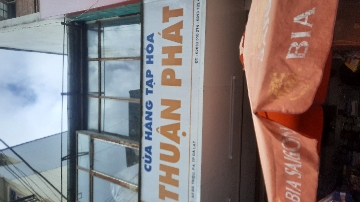 CỬA HÀNG TẠP HÓA
THUẬN PHÁT
BIA
BIA SAIGON